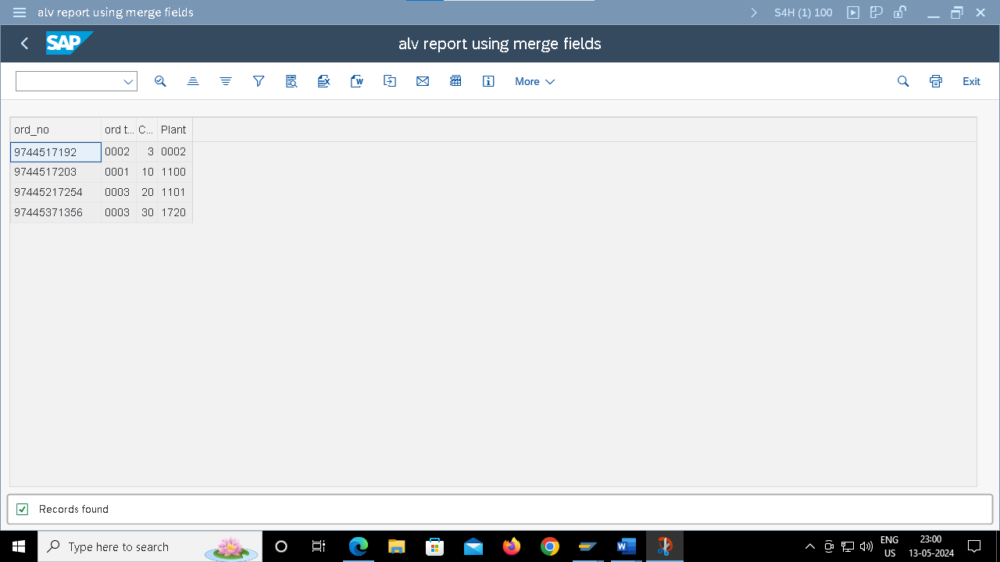 alv report using merge fields
S4H (1) 100
SAP
alv report using merge fields
More
Exit
ord_no ord t... C... Plant
9744517192 0002 3 0002
9744517203 0001 10 1100
97445217254 0003 20 1101
97445371356 0003 30 1720
Records found
Type here to search
ENG
US
23:00
13-05-2024